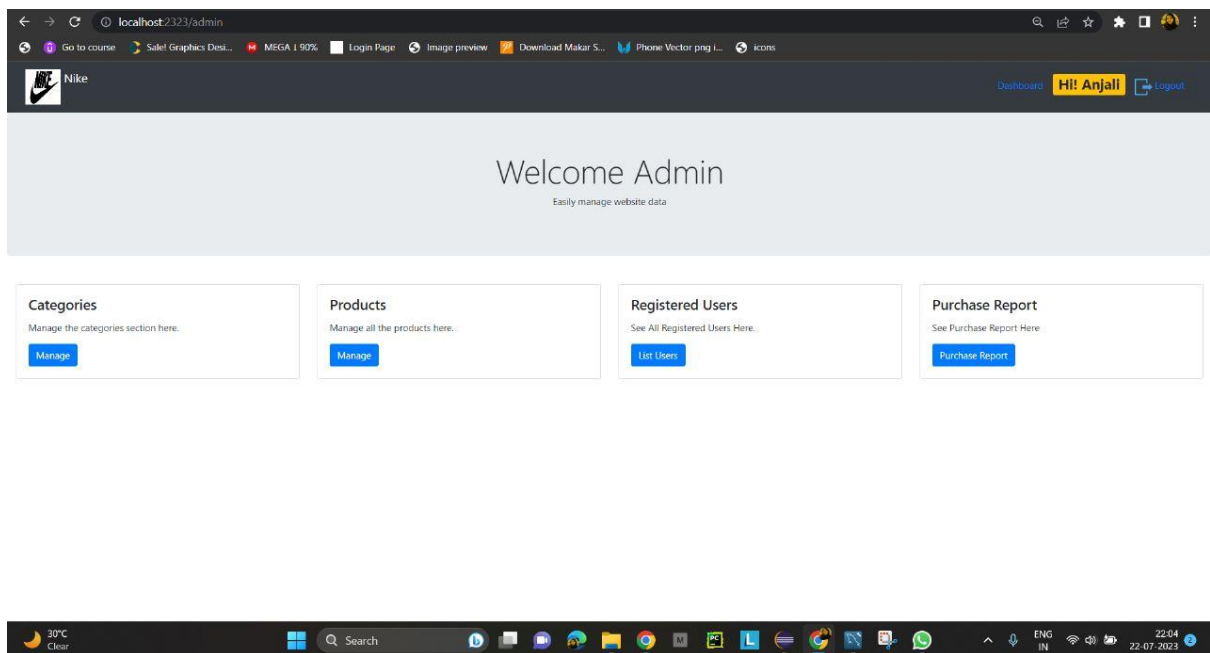 localhost:2323/admin
Go to course Sale! Graphics Desi... MEGA 1 90% Login Page Image preview Download Makar S... Phone Vector png i... icons
NIKE Nike Dashboard Hi! Anjali Logout
Welcome Admin
Easily manage website data
Categories
Manage the categories section here.
Manage
Products
Manage all the products here.
Manage
Registered Users
See All Registered Users Here.
List Users
Purchase Report
See Purchase Report Here
Purchase Report
30°C
Clear
Search
ENG
IN
22:04
22-07-2023
2